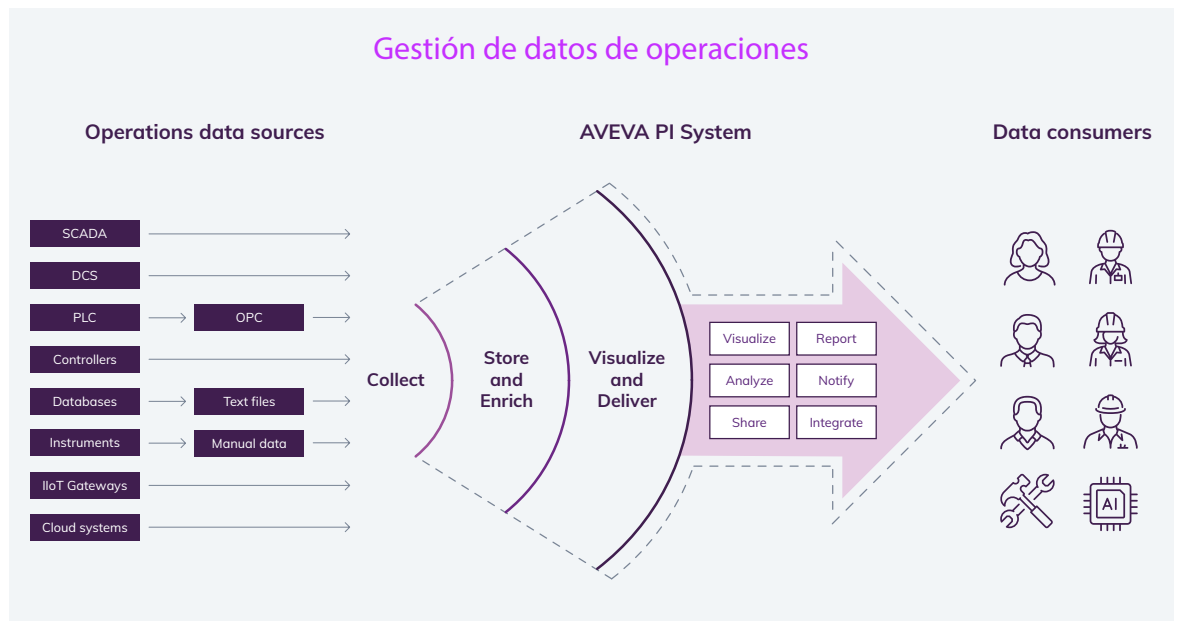 Gestión de datos de operaciones
Operations data sources
AVEVA PI System
Data consumers
SCADA
DCS
PLC
OPC
Controllers
Databases
Text files
Instruments
Manual data
IIoT Gateways
Cloud systems
Collect
Store
and
Enrich
Visualize
and
Deliver
Visualize
Report
Analyze
Notify
Share
Integrate
AI